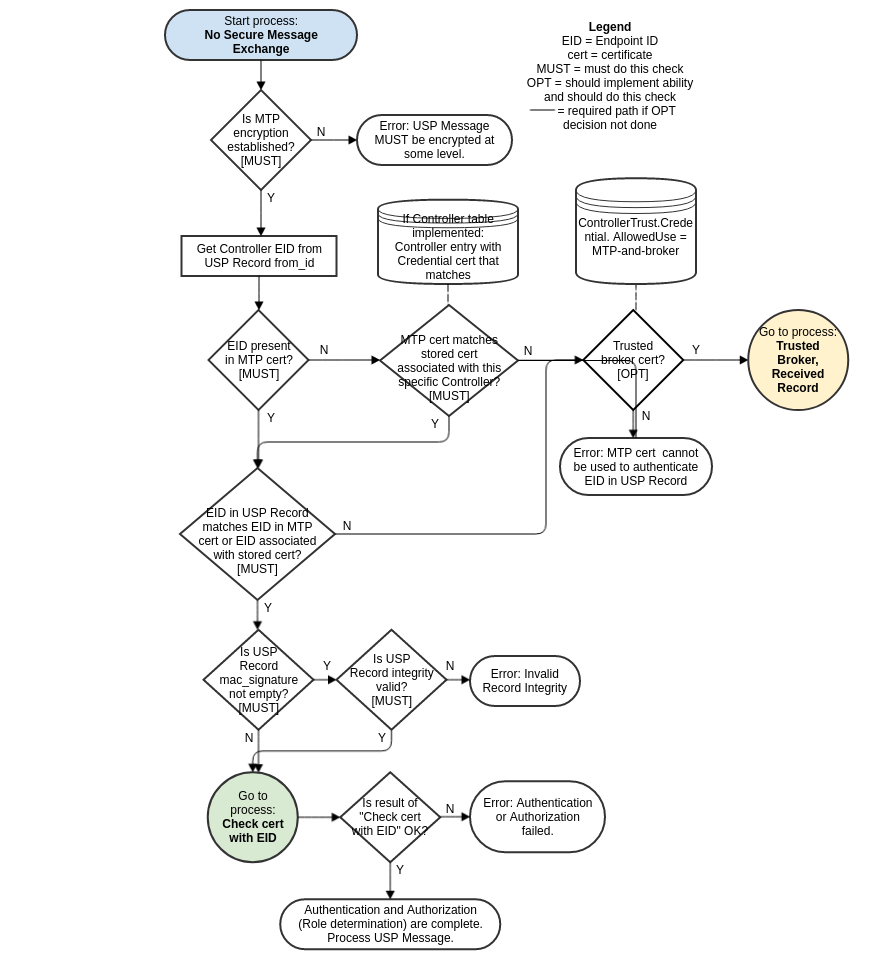 Start process:
No Secure Message
Exchange
Legend
EID = Endpoint ID
cert = certificate
MUST = must do this check
OPT = should implement ability
and should do this check
= required path if OPT
decision not done
Is MTP
encryption
established?
[MUST]
N
Error: USP Message
MUST be encrypted at
some level.
Y
Get Controller EID from
USP Record from_id
If Controller table
implemented:
Controller entry with
Credential cert that
matches
ControllerTrust.Crede
ntial. AllowedUse =
MTP-and-broker
EID present
in MTP cert?
[MUST]
N
MTP cert matches
stored cert
associated with this
specific Controller?
[MUST]
N
Trusted
broker cert?
[OPT]
Y
Go to process:
Trusted
Broker,
Received
Record
Y
Y
N
Error: MTP cert  cannot
be used to authenticate
EID in USP Record
EID in USP Record
matches EID in MTP
cert or EID associated
with stored cert?
[MUST]
N
Y
Is USP
Record
mac_signature
not empty?
[MUST]
Y
Is USP
Record integrity
valid?
[MUST]
N
Error: Invalid
Record Integrity
N
Y
Go to
process:
Check cert
with EID
Is result of
"Check cert
with EID" OK?
N
Error: Authentication
or Authorization
failed.
Y
Authentication and Authorization
(Role determination) are complete.
Process USP Message.